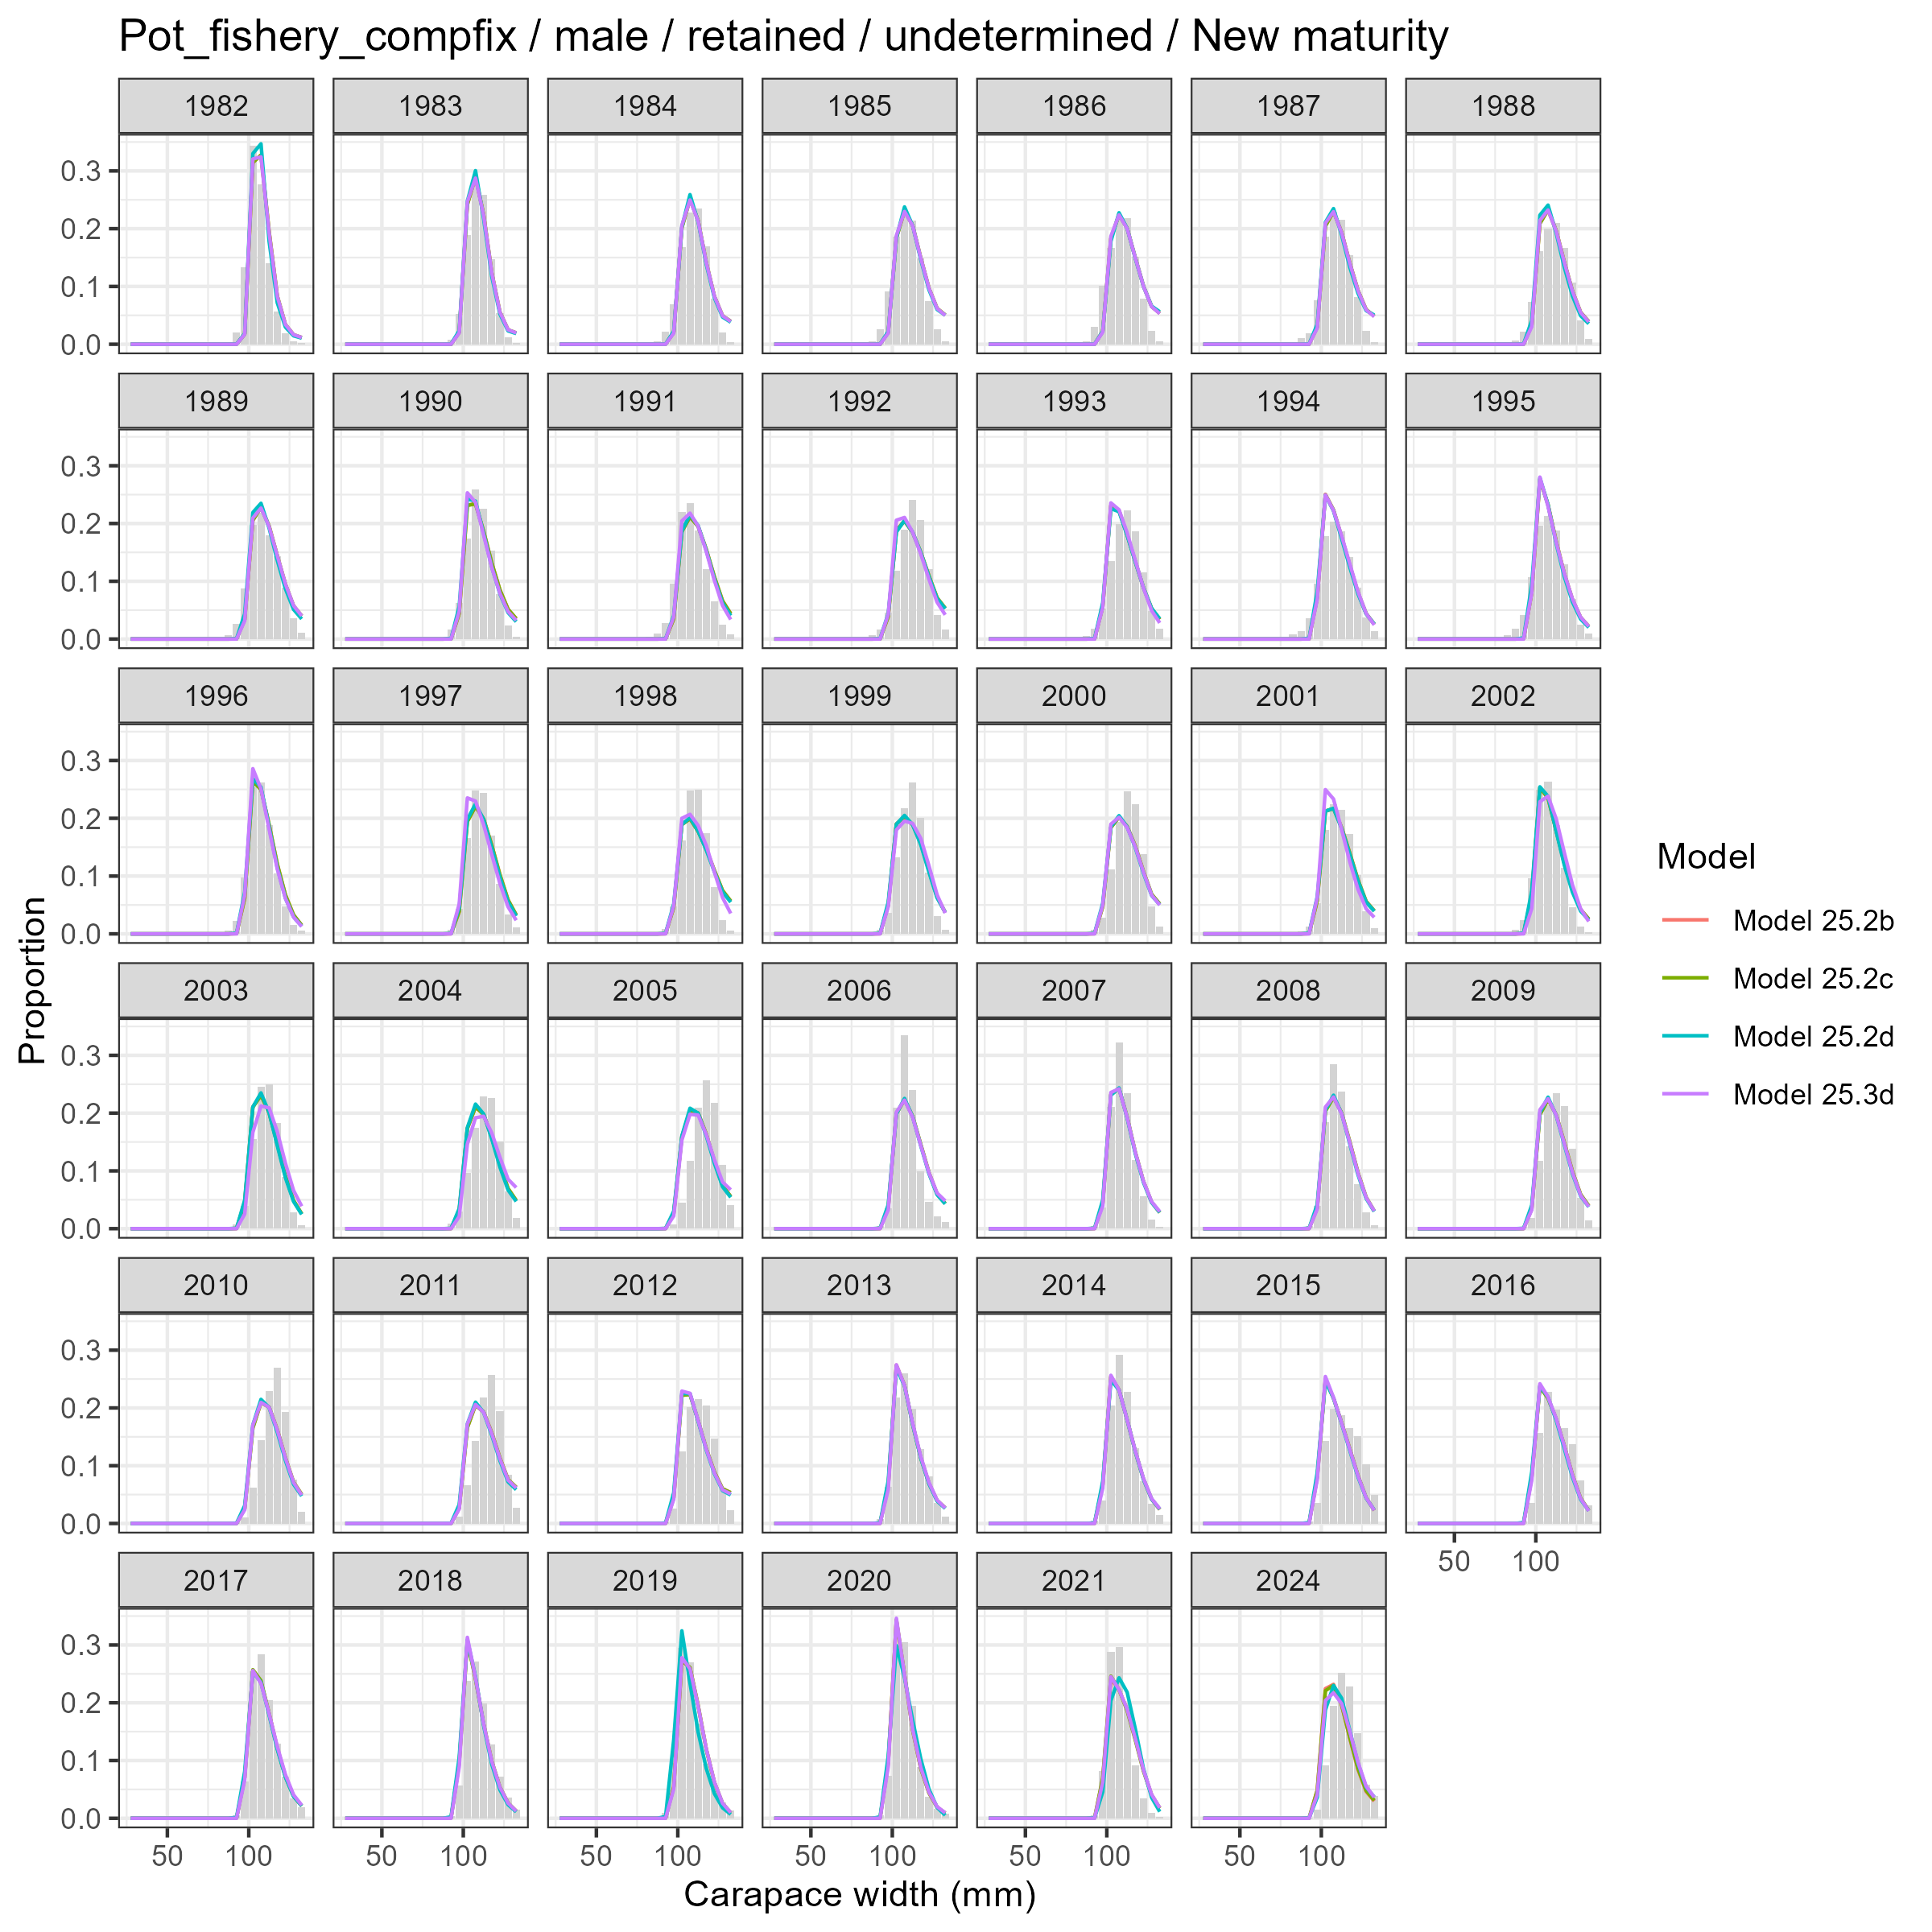 Pot_fishery_compfix / male / retained / undetermined / New maturity
1982 1983 1984 1985 1986 1987 1988
0.3
0.2
0.1
0.0
1989 1990 1991 1992 1993 1994 1995
0.3
0.2
0.1
0.0
1996 1997 1998 1999 2000 2001 2002
0.3
0.2
0.1
0.0
2003 2004 2005 2006 2007 2008 2009
0.3
0.2
0.1
0.0
2010 2011 2012 2013 2014 2015 2016
0.3
0.2
0.1
0.0
50 100
2017 2018 2019 2020 2021 2024
0.3
0.2
0.1
0.0
50 100 50 100 50 100 50 100 50 100 50 100
Carapace width (mm)
Proportion
Model
Model 25.2b
Model 25.2c
Model 25.2d
Model 25.3d